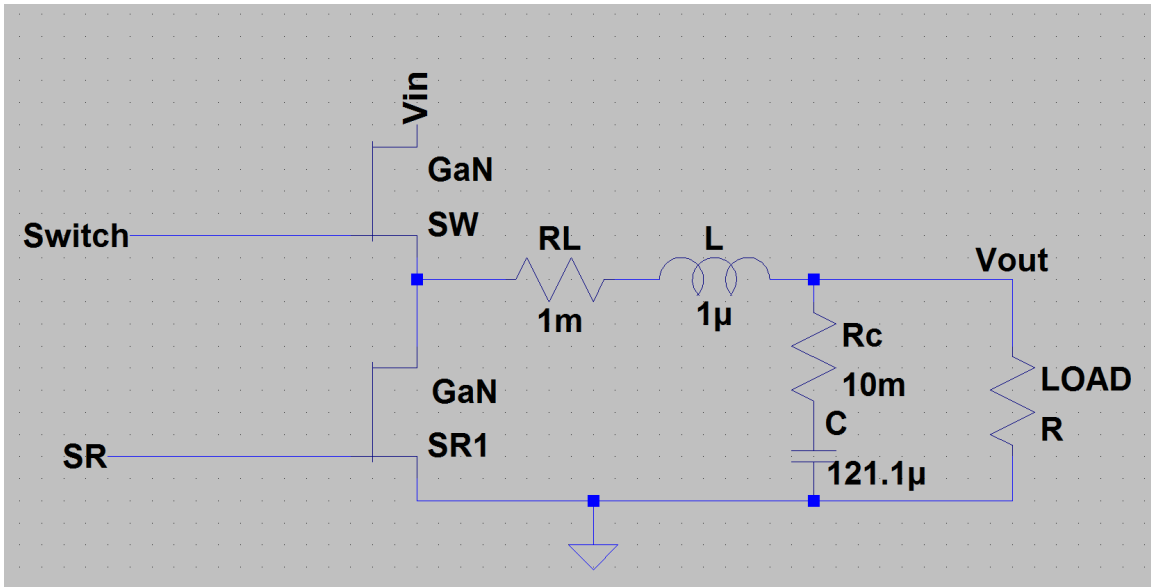 Vin
GaN
SW
Switch
RL
1m
L
1µ
Vout
Rc
10m
C
121.1µ
LOAD
R
GaN
SR1
SR